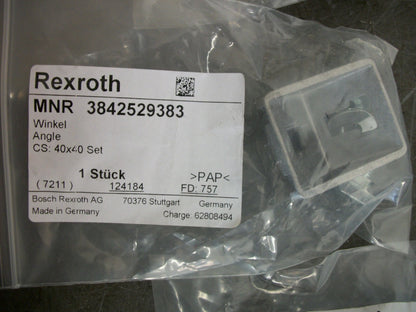 Rexroth
MNR 3842529383
Winkel
Angle
CS: 40x40 Set
1 Stück >PAP<
(7211) 124184 FD: 757
Bosch Rexroth AG 70376 Stuttgart Germany
Made in Germany Charge: 62808494